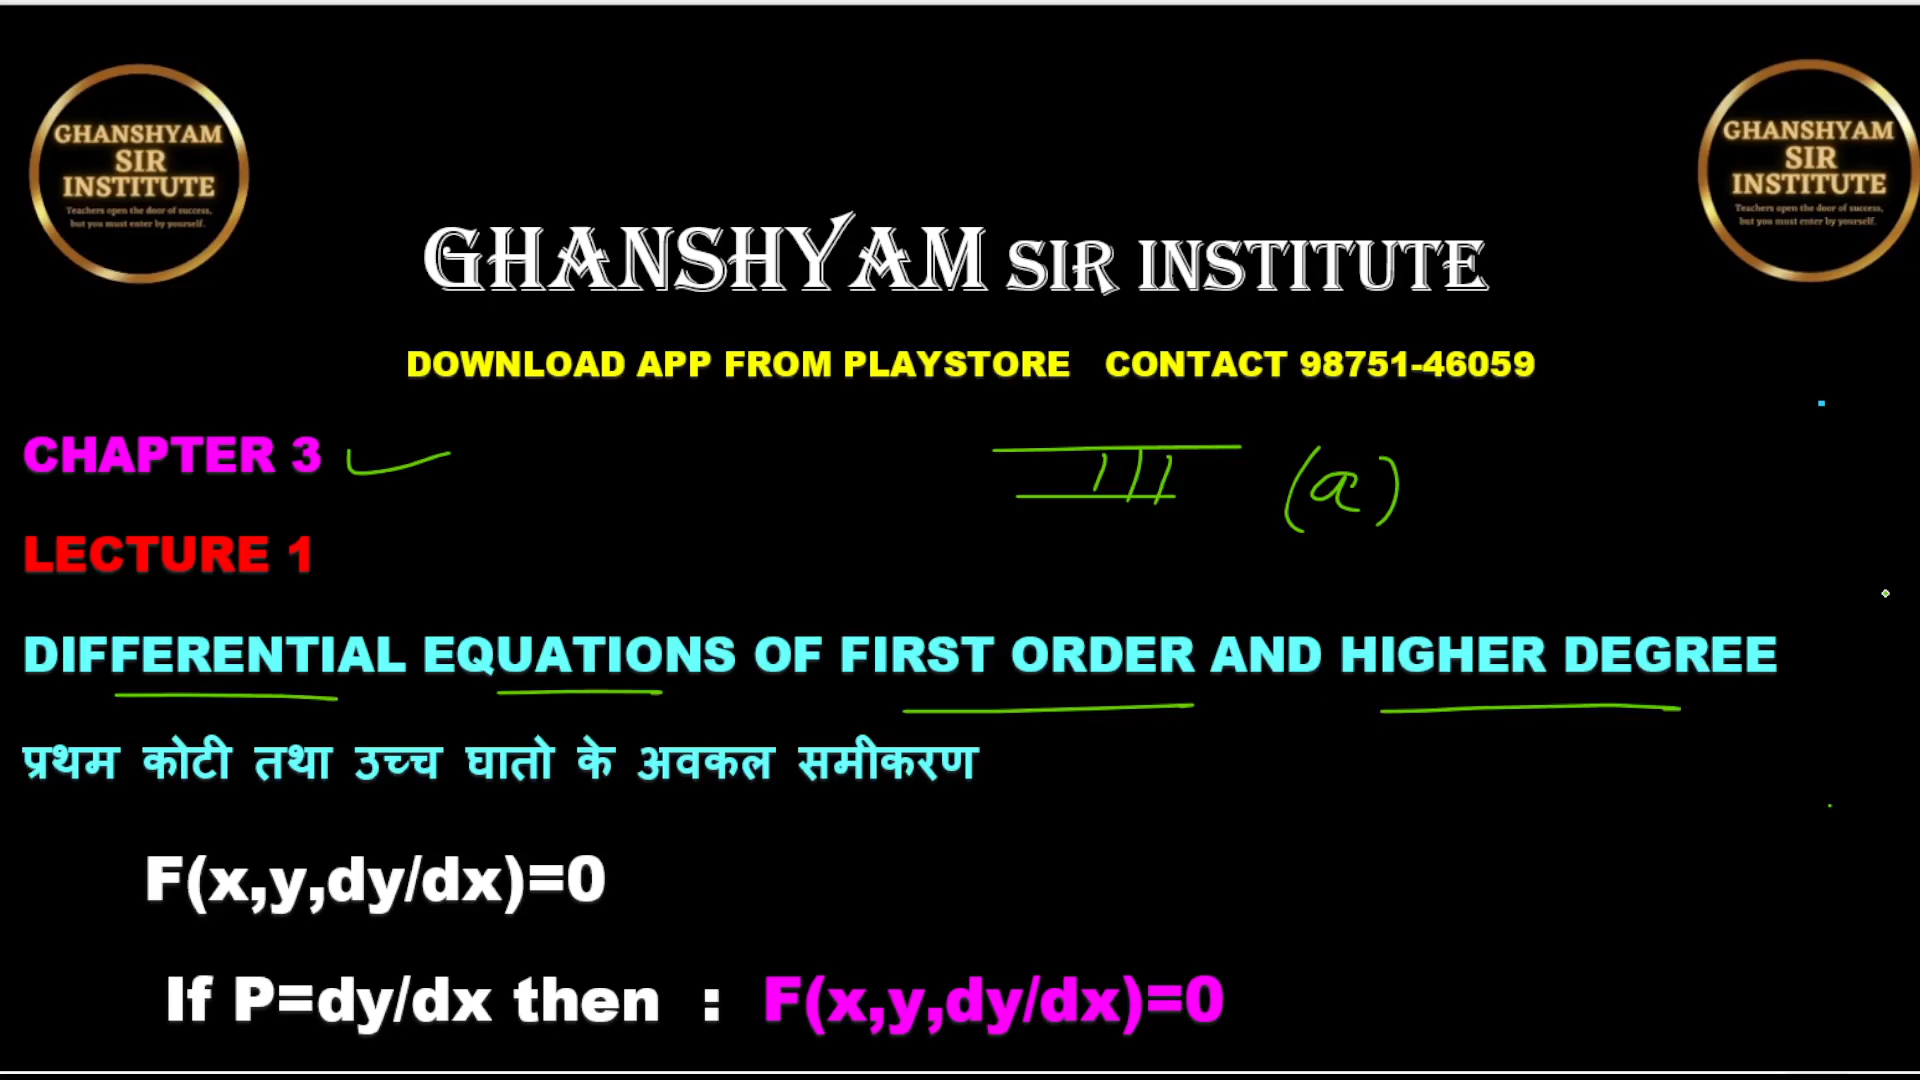 GHANSHYAM
SIR
INSTITUTE
Teachers open the door of success,
but you must enter by yourself.
GHANSHYAM
SIR
INSTITUTE
Teachers open the door of success,
but you must enter by yourself.
GHANSHYAM SIR INSTITUTE
DOWNLOAD APP FROM PLAYSTORE CONTACT 98751-46059
CHAPTER 3
III (a)
LECTURE 1
DIFFERENTIAL EQUATIONS OF FIRST ORDER AND HIGHER DEGREE
प्रथम कोटी तथा उच्च घातो के अवकल समीकरण
F(x,y,dy/dx)=0
If P=dy/dx then : F(x,y,dy/dx)=0